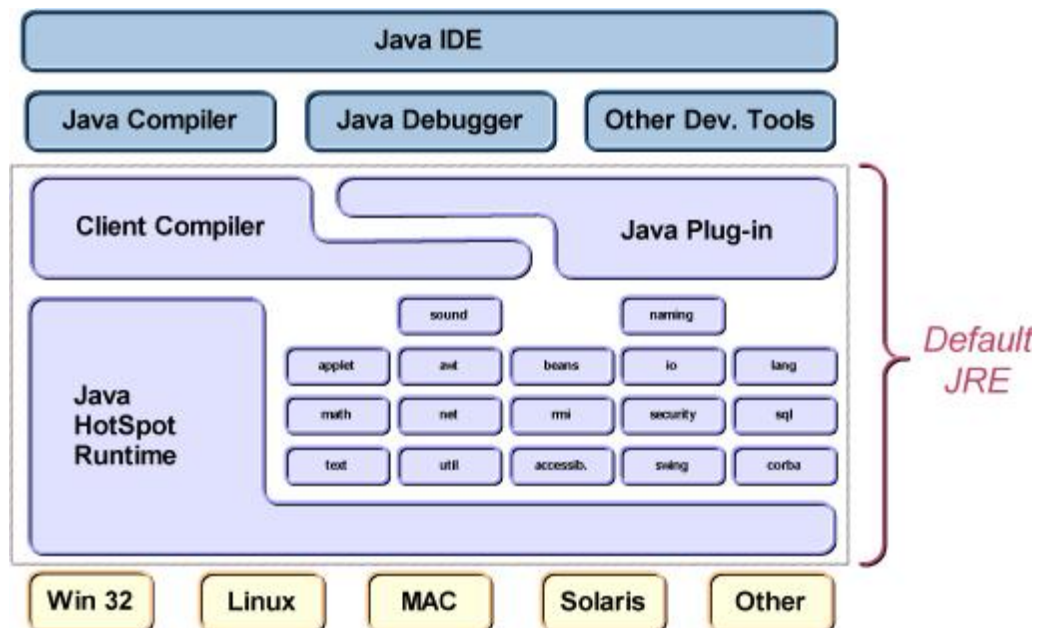 Java IDE
Java Compiler
Java Debugger
Other Dev. Tools
Client Compiler
Java Plug-in
sound
naming
applet
awt
beans
io
lang
math
net
rmi
security
sql
text
util
accessib.
swing
corba
Java
HotSpot
Runtime
Default
JRE
Win 32
Linux
MAC
Solaris
Other